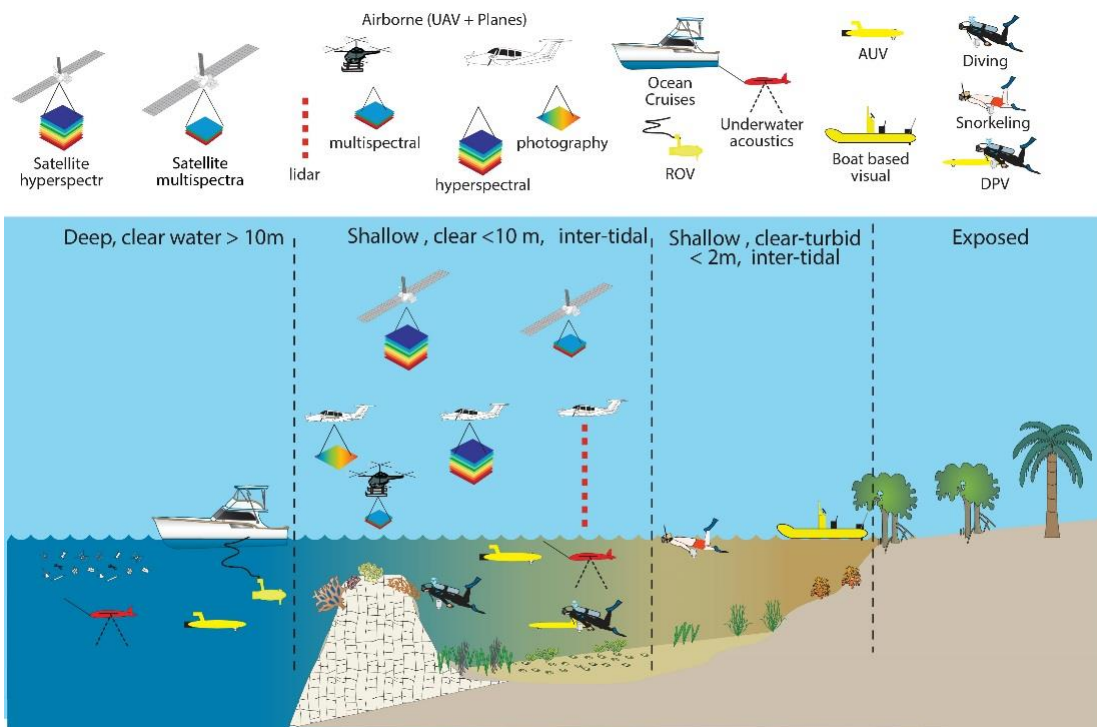 Airborne (UAV + Planes)
Satellite
hyperspectr
Satellite
multispectra
lidar
multispectral
hyperspectral
photography
Ocean
Cruises
ROV
Underwater
acoustics
AUV
Boat based
visual
Diving
Snorkeling
DPV
Deep, clear water > 10m
Shallow , clear <10 m, inter-tidal
Shallow , clear-turbid
< 2m, inter-tidal
Exposed